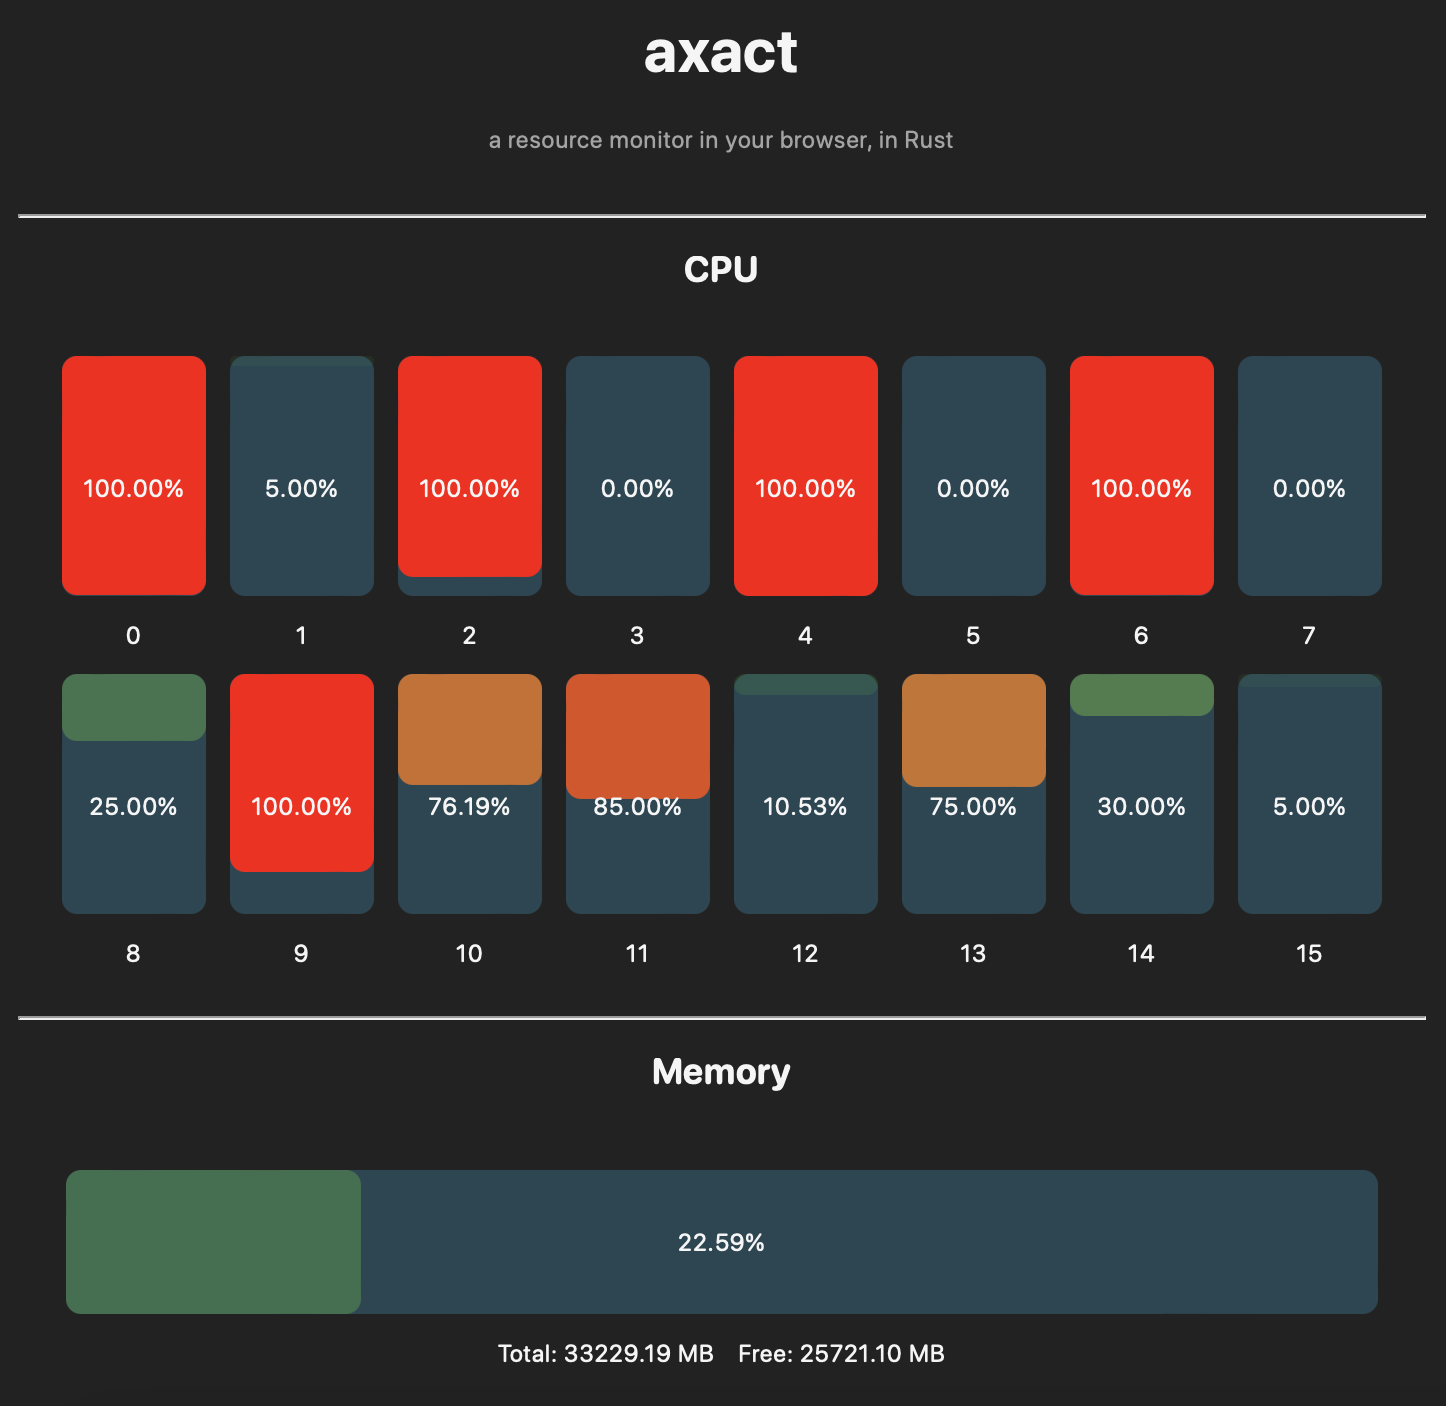 axact
a resource monitor in your browser, in Rust
CPU
100.00% 5.00% 100.00% 0.00% 100.00% 0.00% 100.00% 0.00%
0 1 2 3 4 5 6 7
25.00% 100.00% 76.19% 85.00% 10.53% 75.00% 30.00% 5.00%
8 9 10 11 12 13 14 15
Memory
22.59%
Total: 33229.19 MB Free: 25721.10 MB